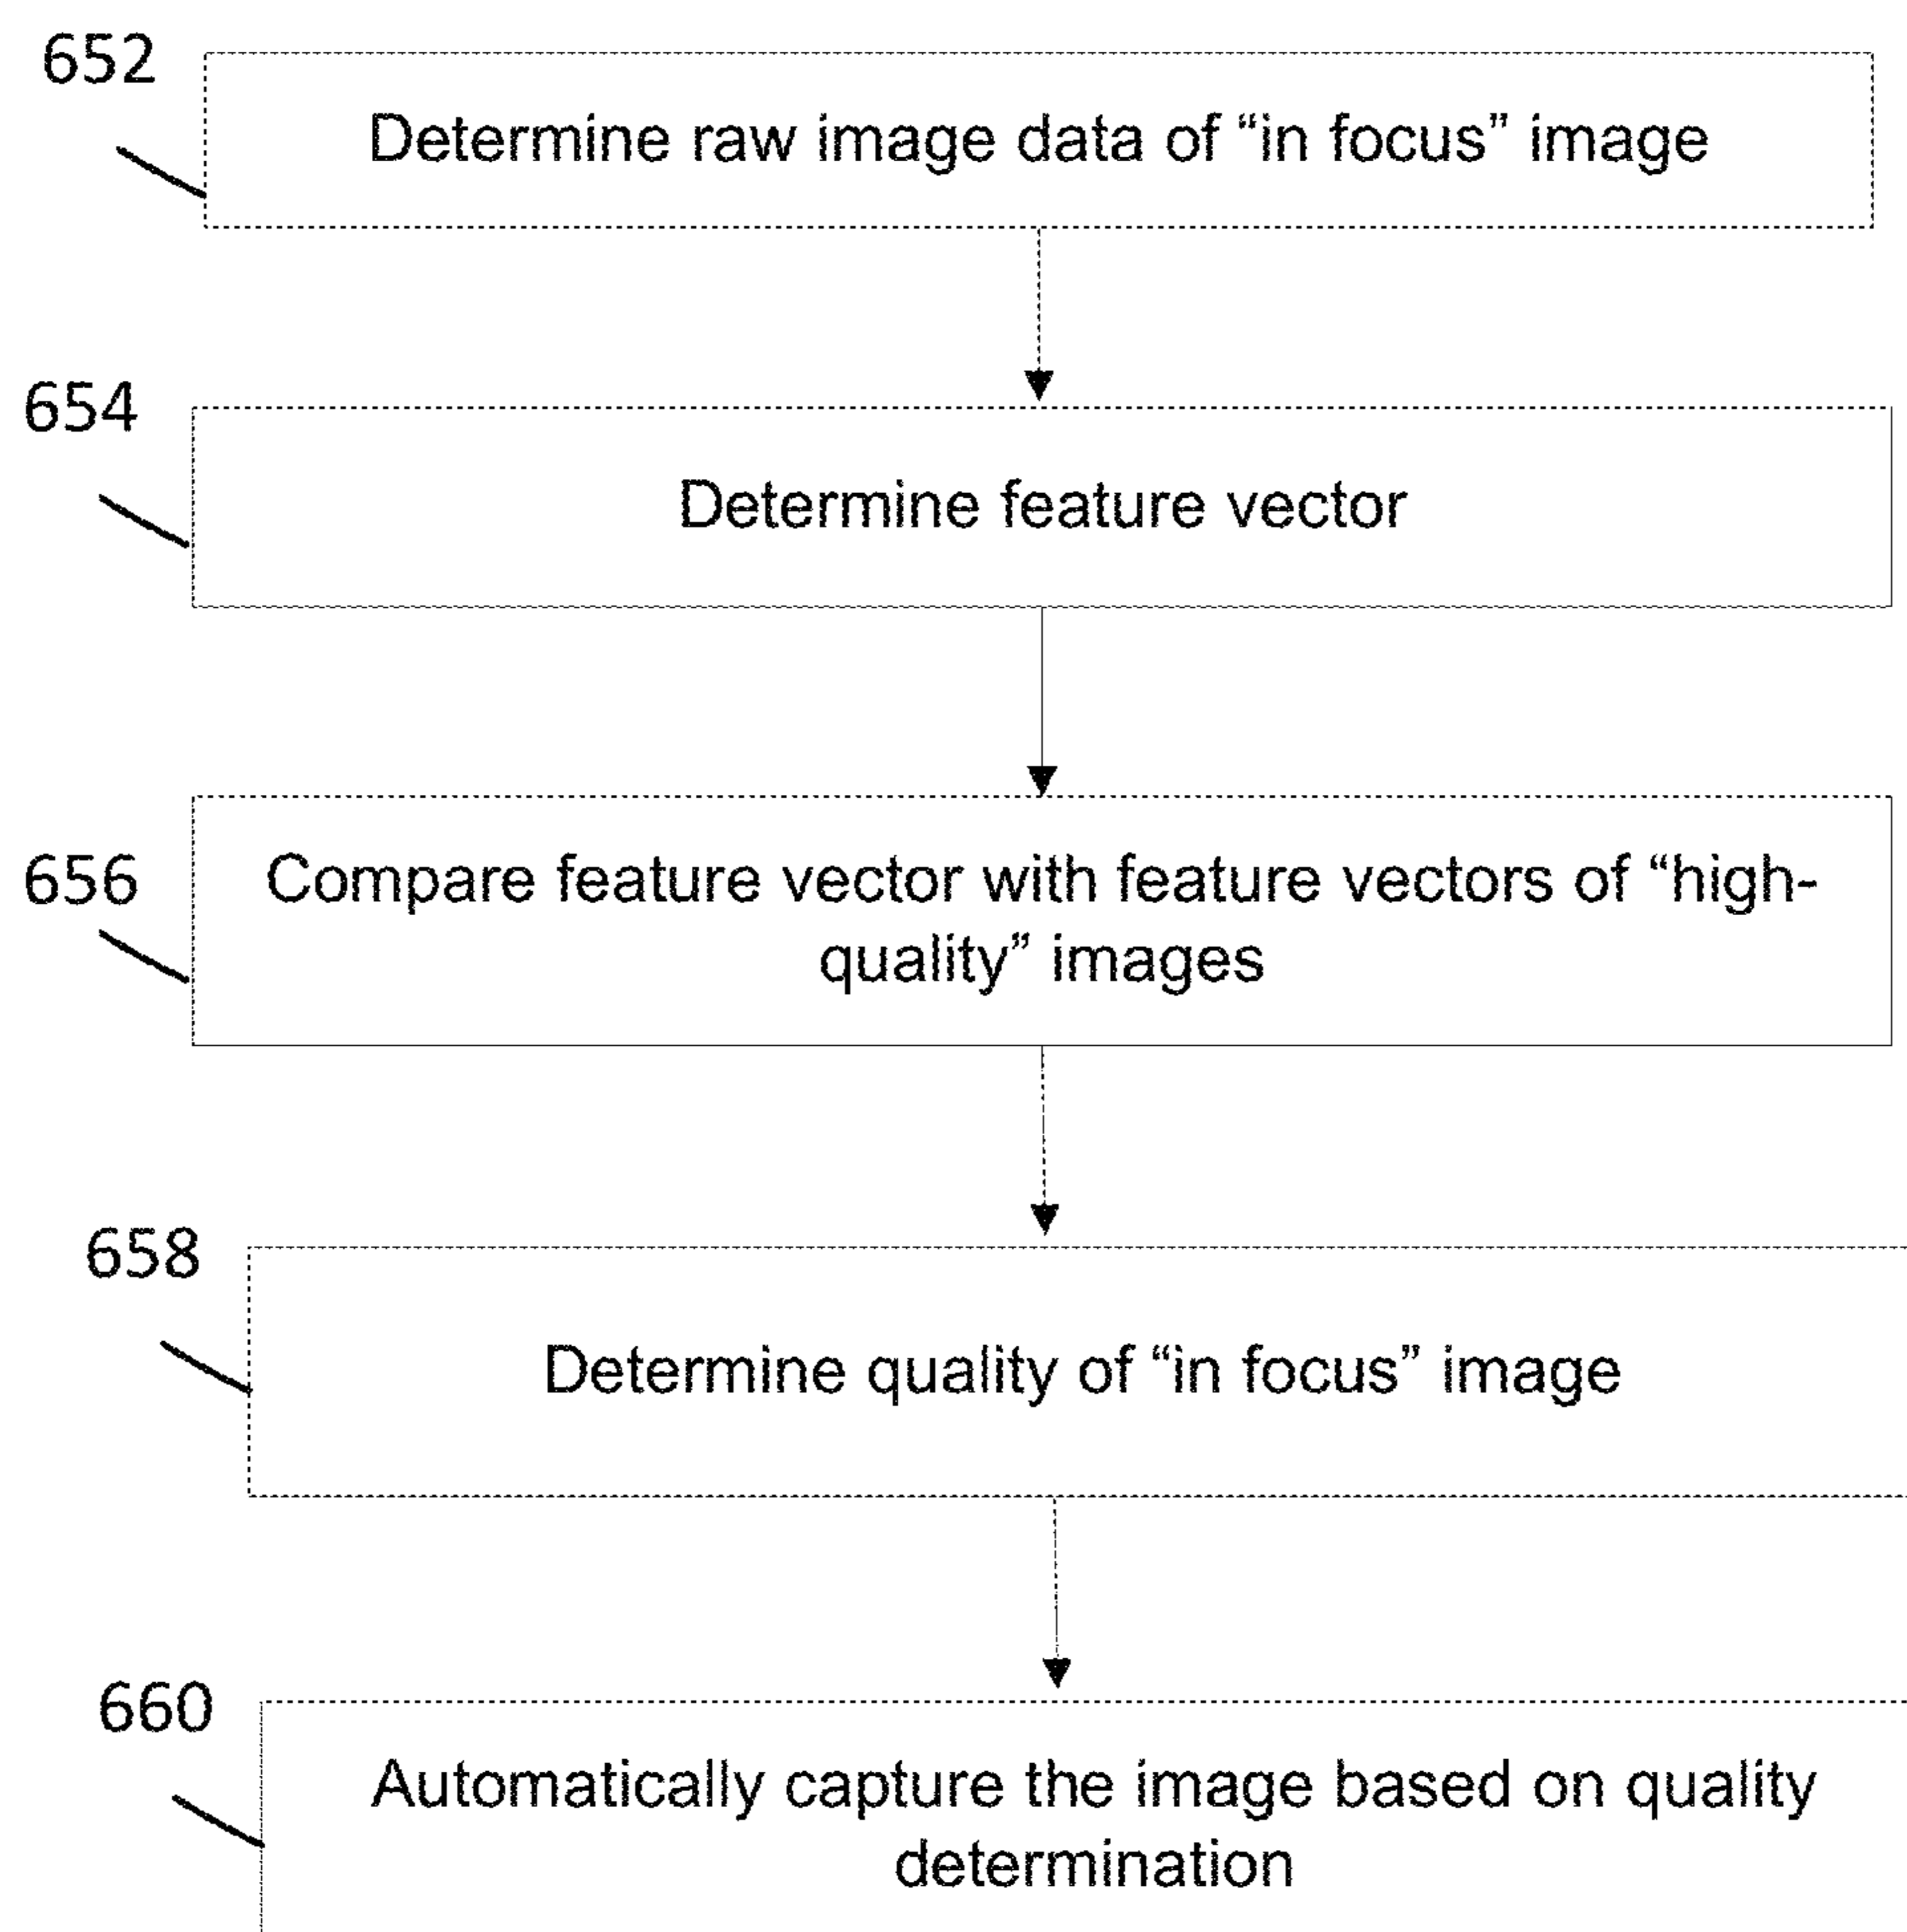 652
Determine raw image data of “in focus” image
654
Determine feature vector
656
Compare feature vector with feature vectors of “high-
quality” images
658
Determine quality of “in focus” image
660
Automatically capture the image based on quality
determination